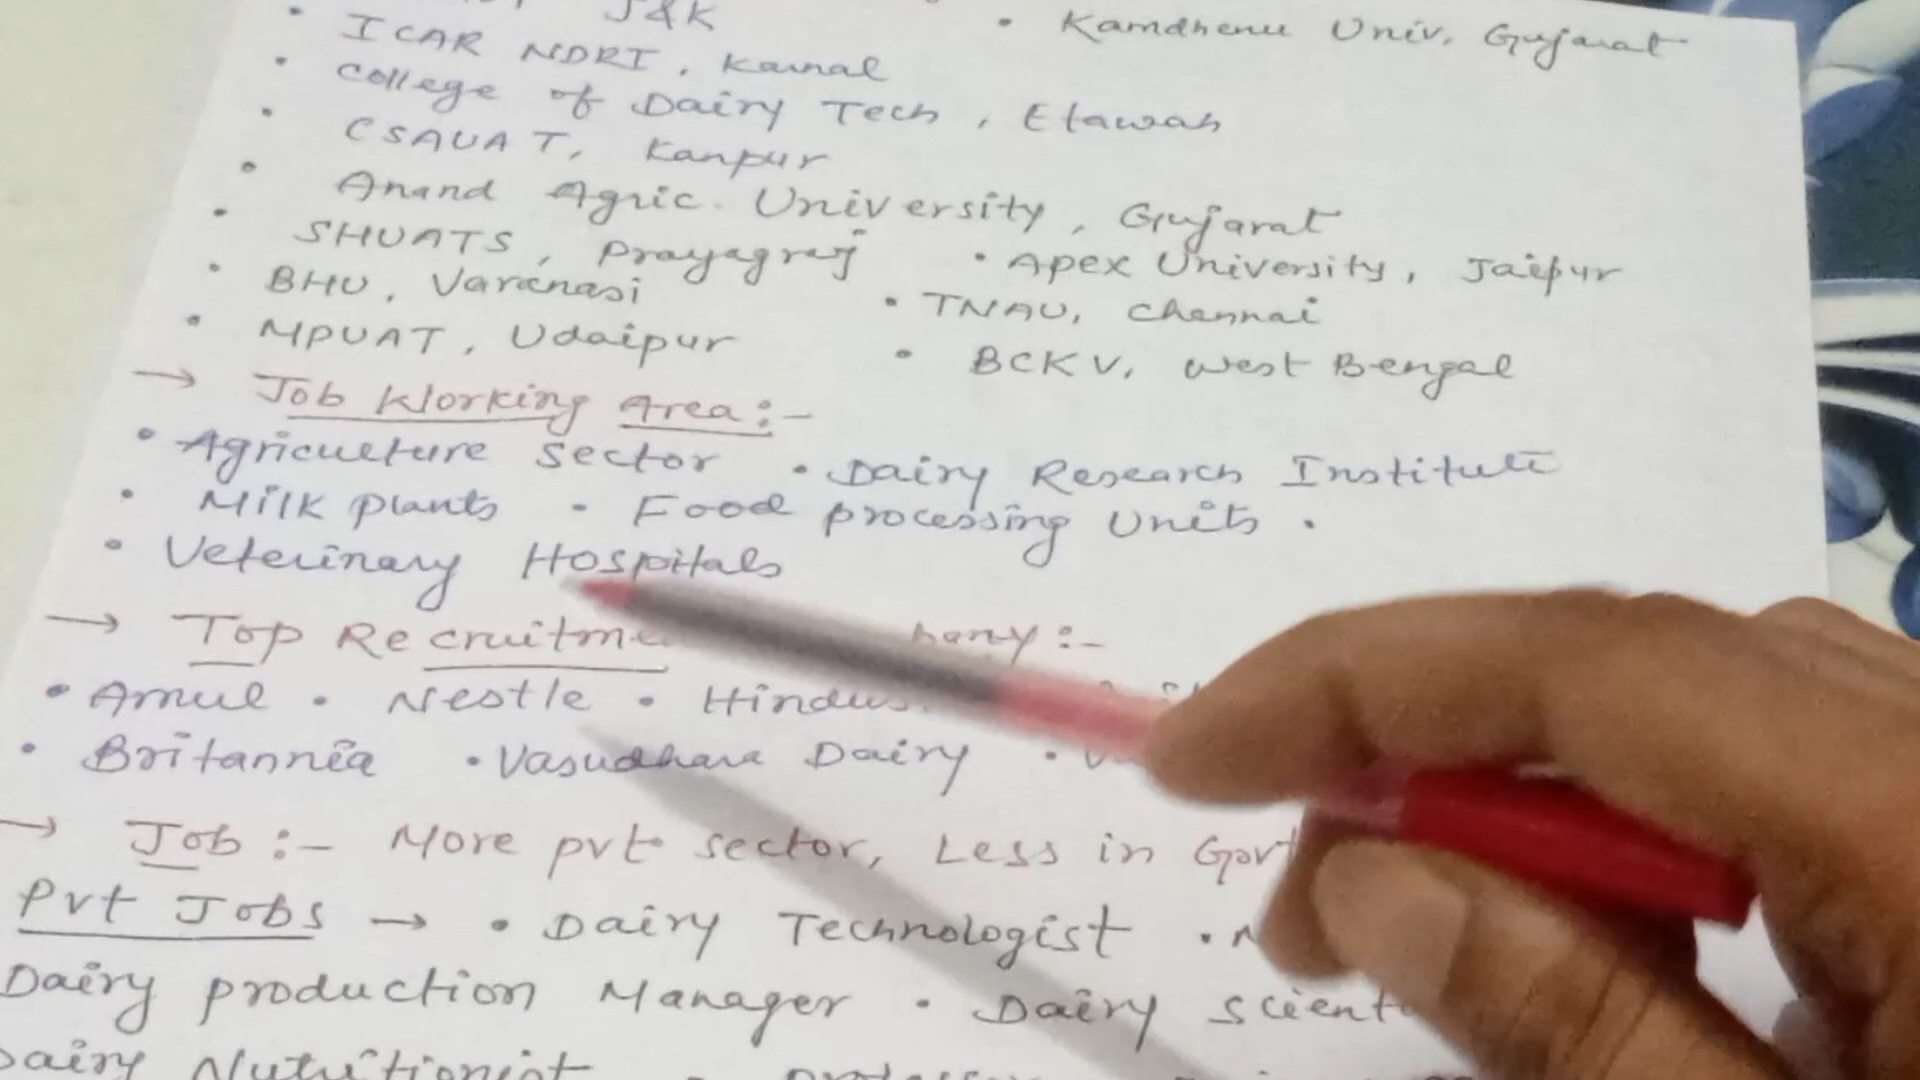 J&K
• Kamdhenu Univ. Gujarat
• ICAR NDRI, Karnal
• College of Dairy Tech, Etawah
• CSAUAT, Kanpur
• Anand Agric. University, Gujarat
• SHUATS, Prayagraj • Apex University, Jaipur
• BHU, Varanasi • TNAU, Chennai
• MPUAT, Udaipur • BCKV, West Bengal
→ Job Working Area:-
• Agriculture Sector • Dairy Research Institute
• Milk plants • Food processing Units.
• Veterinary Hospitals
→ Top :-
• Amul • Nestle •
• Britannia • Vasudhara Dairy •
→ Job :- More pvt sector, Less in Govt
Pvt Jobs → • Dairy Technologist •
Dairy production Manager • Dairy
Dairy Nutritionist •